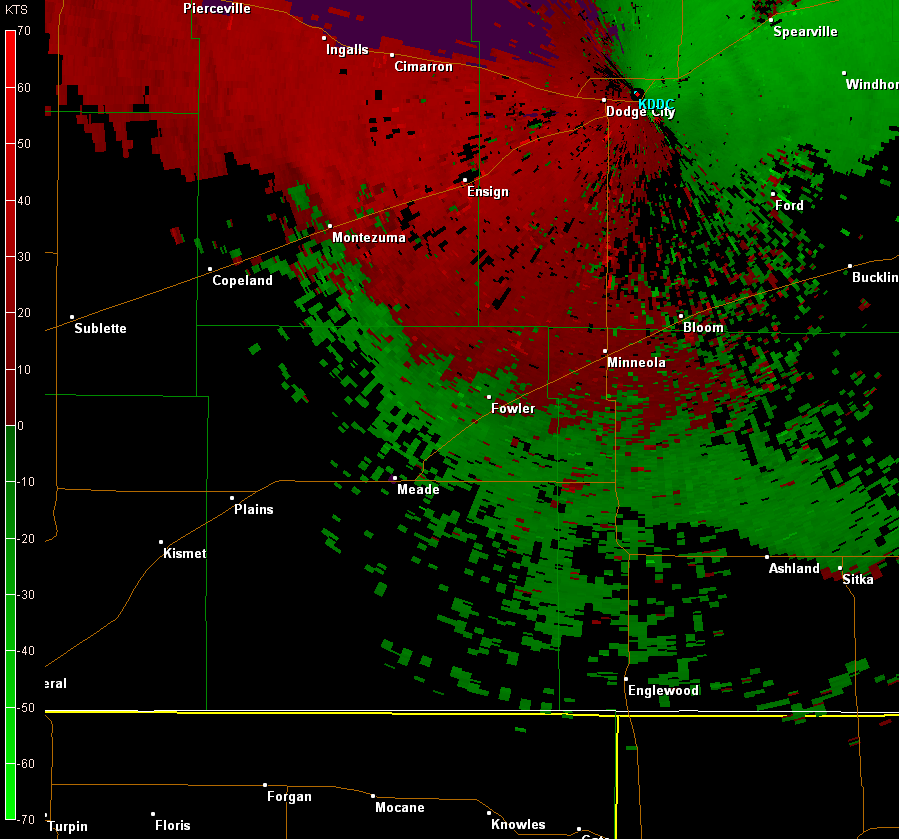 KTS
Pierceville
70
Spearville
Ingalls
Cimarron
60
Windhor
KDDC
Dodge City
50
Ensign
40
Ford
Montezuma
30
Copeland
Bucklin
20
Sublette
Bloom
10
Minneola
Fowler
0
-10
Meade
Plains
-20
Kismet
Ashland
Sitka
-30
-40
eral
Englewood
-50
-60
Forgan
Mocane
-70
Turpin
Floris
Knowles